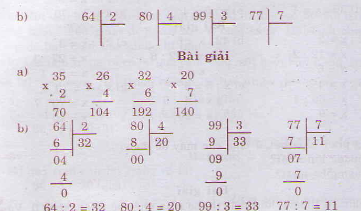 b) 64 2 80 4 99 3 77 7
Bài giải
a) 35 26 32 20
x x x x
2 4 6 7
70 104 192 140
b) 64 2 80 4 99 3 77 7
6 32 8 20 9 33 7 11
04 00 09 07
4 9 7
0 0 0
64 : 2 = 32 80 : 4 = 20 99 : 3 = 33 77 : 7 = 11